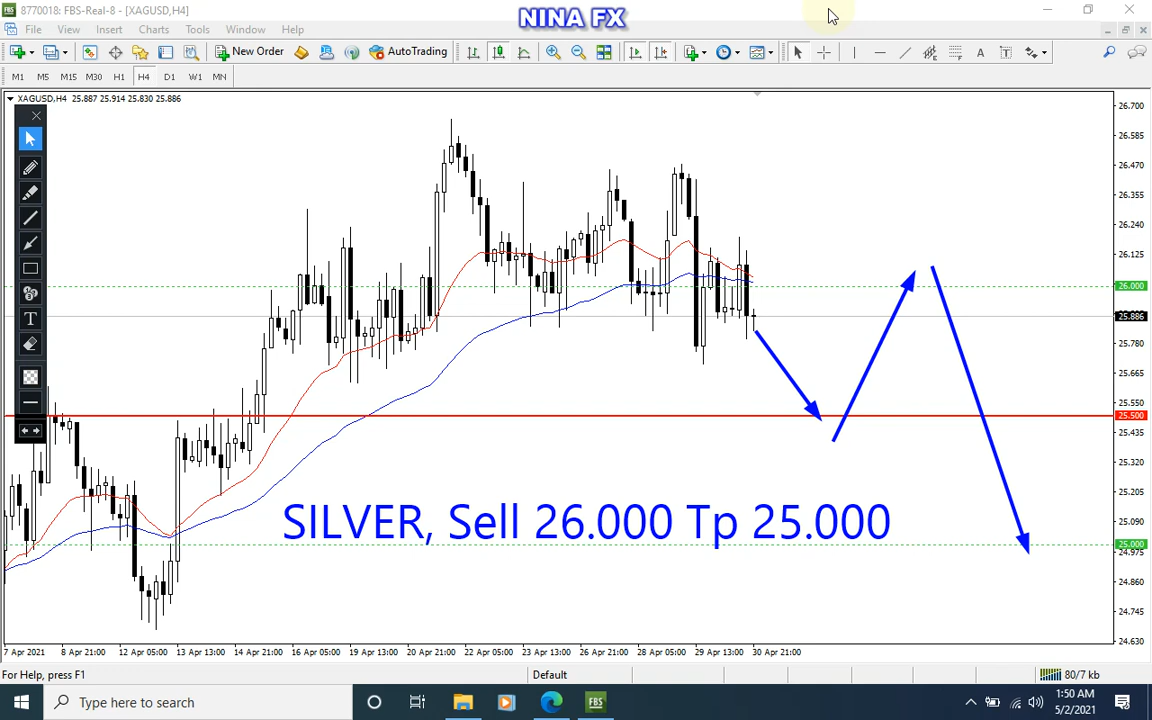 8770018: FBS-Real-8 - [XAGUSD,H4]
NINA FX
File View Insert Charts Tools Window Help
New Order AutoTrading
M1 M5 M15 M30 H1 H4 D1 W1 MN
XAGUSD,H4 25.887 25.914 25.830 25.886
26.700
26.585
26.470
26.355
26.240
26.125
26.000
25.886
25.780
25.665
25.550
25.500
25.435
25.320
25.205
25.090
25.000
24.975
24.860
24.745
24.630
SILVER, Sell 26.000 Tp 25.000
7 Apr 2021 8 Apr 21:00 12 Apr 05:00 13 Apr 13:00 14 Apr 21:00 16 Apr 05:00 19 Apr 13:00 20 Apr 21:00 22 Apr 05:00 23 Apr 13:00 26 Apr 21:00 28 Apr 05:00 29 Apr 13:00 30 Apr 21:00
For Help, press F1 Default 80/7 kb
Type here to search
FBS
1:50 AM
5/2/2021